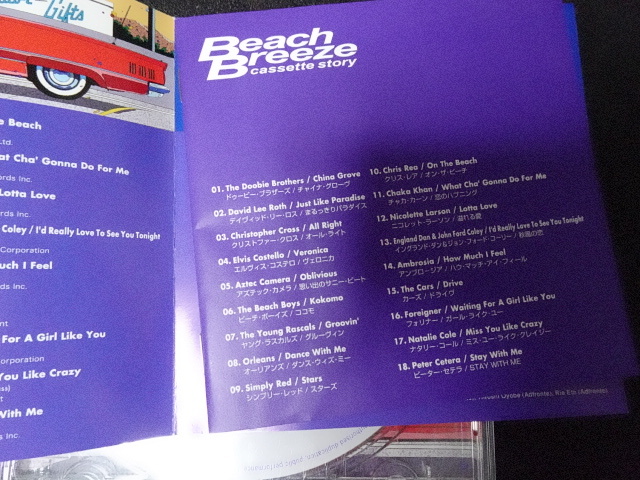 Gifts
Beach
Breeze
cassette story
e Beach
Ltd.
at Cha' Gonna Do For Me
rds Inc.
Lotta Love
Inc.
Coley / I'd Really Love To See You Tonight
rds Inc.
uch I Feel
For A Girl Like You
Corporation
You Like Crazy
With Me
s Inc.
01. The Doobie Brothers / China Grove
ドゥービー・ブラザーズ / チャイナ・グローヴ
02. David Lee Roth / Just Like Paradise
デイヴィッド・リー・ロス / まるっきりパラダイス
03. Christopher Cross / All Right
クリストファー・クロス / オール・ライト
04. Elvis Costello / Veronica
エルヴィス・コステロ / ヴェロニカ
05. Aztec Camera / Oblivious
アズテック・カメラ / 思い出のサニー・ビート
06. The Beach Boys / Kokomo
ビーチ・ボーイズ / ココモ
07. The Young Rascals / Groovin'
ヤング・ラスカルズ / グルーヴィン
08. Orleans / Dance With Me
オーリアンズ / ダンス・ウィズ・ミー
09. Simply Red / Stars
シンプリー・レッド / スターズ
10. Chris Rea / On The Beach
クリス・レア / オン・ザ・ビーチ
11. Chaka Khan / What Cha' Gonna Do For Me
チャカ・カーン / 恋のハプニング
12. Nicolette Larson / Lotta Love
ニコレット・ラーソン / 溢れる愛
13. England Dan & John Ford Coley / I'd Really Love To See You Tonight
イングランド・ダン&ジョン・フォード・コーリー / 秋風の恋
14. Ambrosia / How Much I Feel
アンブロージア / ハウ・マッチ・アイ・フィール
15. The Cars / Drive
カーズ / ドライヴ
16. Foreigner / Waiting For A Girl Like You
フォリナー / ガール・ライク・ユー
17. Natalie Cole / Miss You Like Crazy
ナタリー・コール / ミス・ユー・ライク・クレイジー
18. Peter Cetera / Stay With Me
ピーター・セテラ / STAY WITH ME